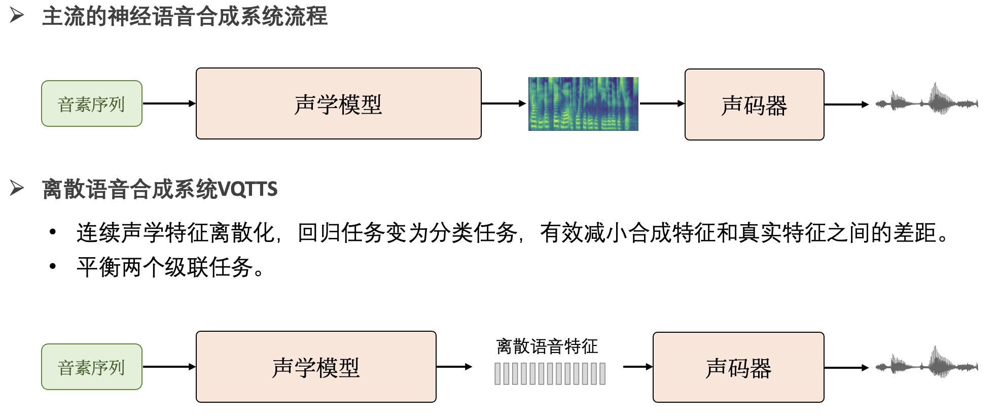 主流的神经语音合成系统流程
音素序列
声学模型
声码器
离散语音合成系统VQTTS
• 连续声学特征离散化，回归任务变为分类任务，有效减小合成特征和真实特征之间的差距。
• 平衡两个级联任务。
音素序列
声学模型
离散语音特征
声码器